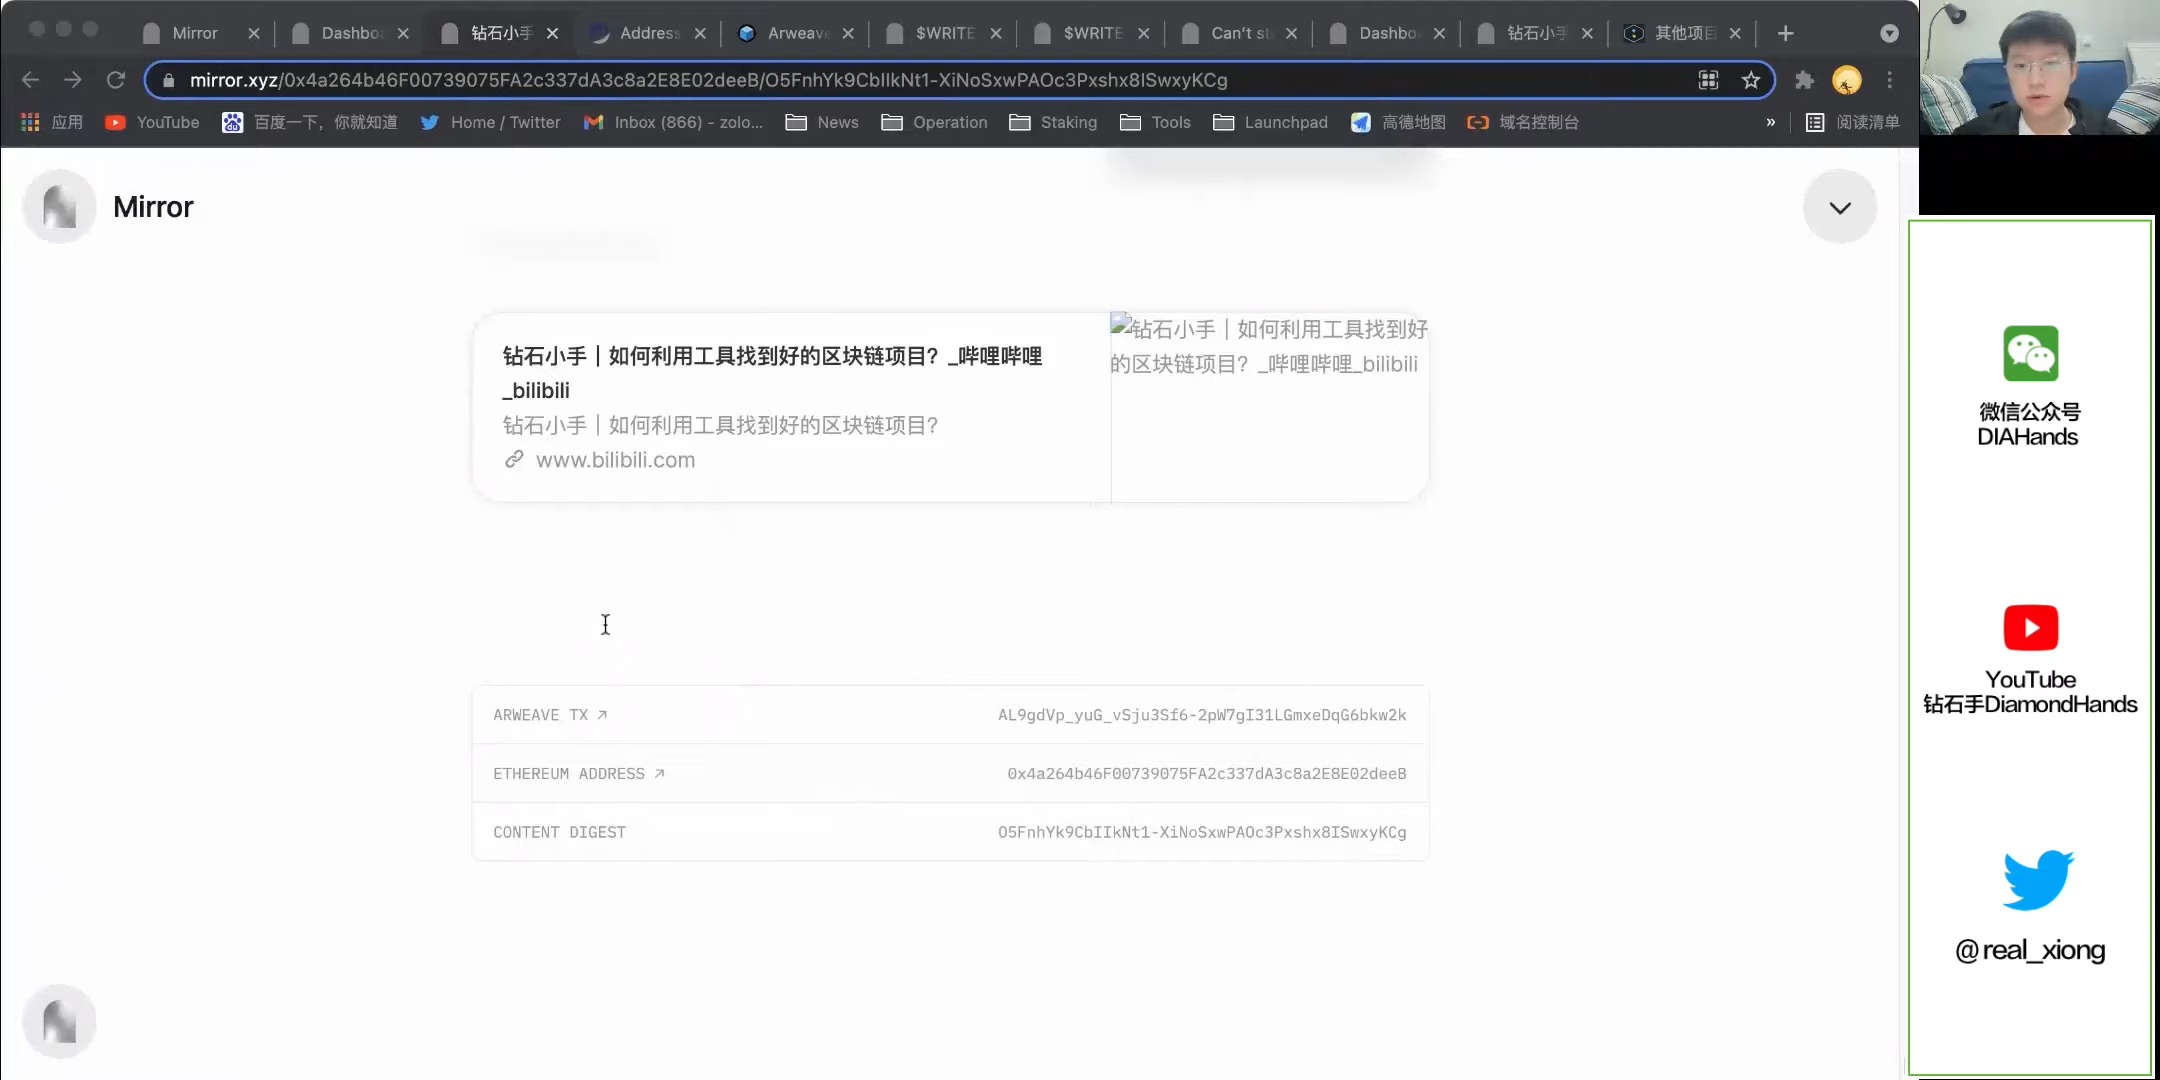 Mirror
Dashbo
钻石小手
Address
Arweave
$WRITE
$WRITE
Can't st
Dashbo
钻石小手
其他项目
mirror.xyz/0x4a264b46F00739075FA2c337dA3c8a2E8E02deeB/O5FnhYk9CbIIkNt1-XiNoSxwPAOc3Pxshx8ISwxyKCg
应用
YouTube
百度一下，你就知道
Home / Twitter
Inbox (866) - zolo...
News
Operation
Staking
Tools
Launchpad
高德地图
域名控制台
»
阅读清单
Mirror
钻石小手｜如何利用工具找到好的区块链项目？_哔哩哔哩
_bilibili
钻石小手｜如何利用工具找到好的区块链项目？
www.bilibili.com
钻石小手｜如何利用工具找到好
的区块链项目？_哔哩哔哩_bilibili
ARWEAVE TX ↗
AL9gdVp_yuG_vSju3Sf6-2pW7gI31LGmxeDqG6bkw2k
ETHEREUM ADDRESS ↗
0x4a264b46F00739075FA2c337dA3c8a2E8E02deeB
CONTENT DIGEST
O5FnhYk9CbIIkNt1-XiNoSxwPAOc3Pxshx8ISwxyKCg
微信公众号
DIAHands
YouTube
钻石手DiamondHands
@real_xiong